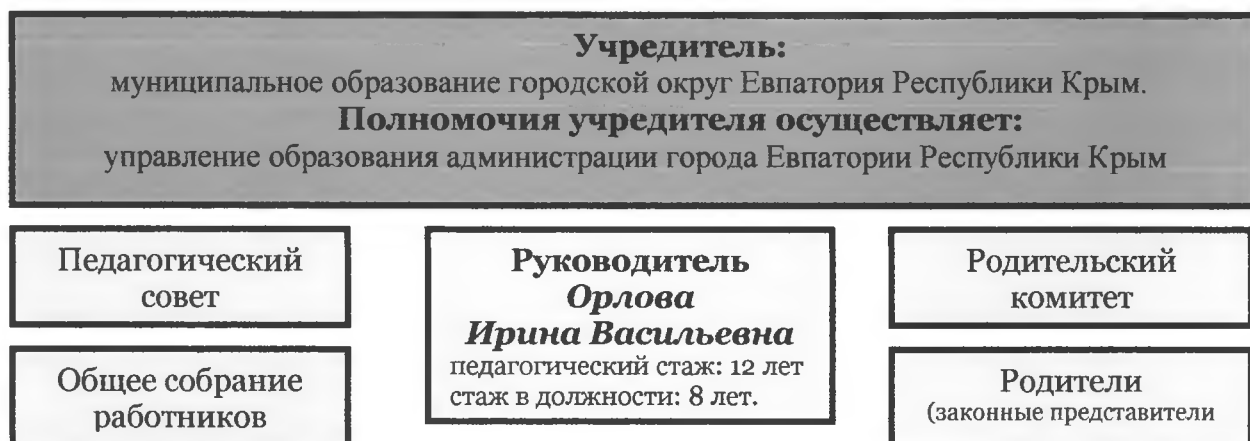 Учредитель:
муниципальное образование городской округ Евпатория Республики Крым.
Полномочия учредителя осуществляет:
управление образования администрации города Евпатории Республики Крым
Педагогический
совет
Общее собрание
работников
Руководитель
Орлова
Ирина Васильевна
педагогический стаж: 12 лет
стаж в должности: 8 лет.
Родительский
комитет
Родители
(законные представители